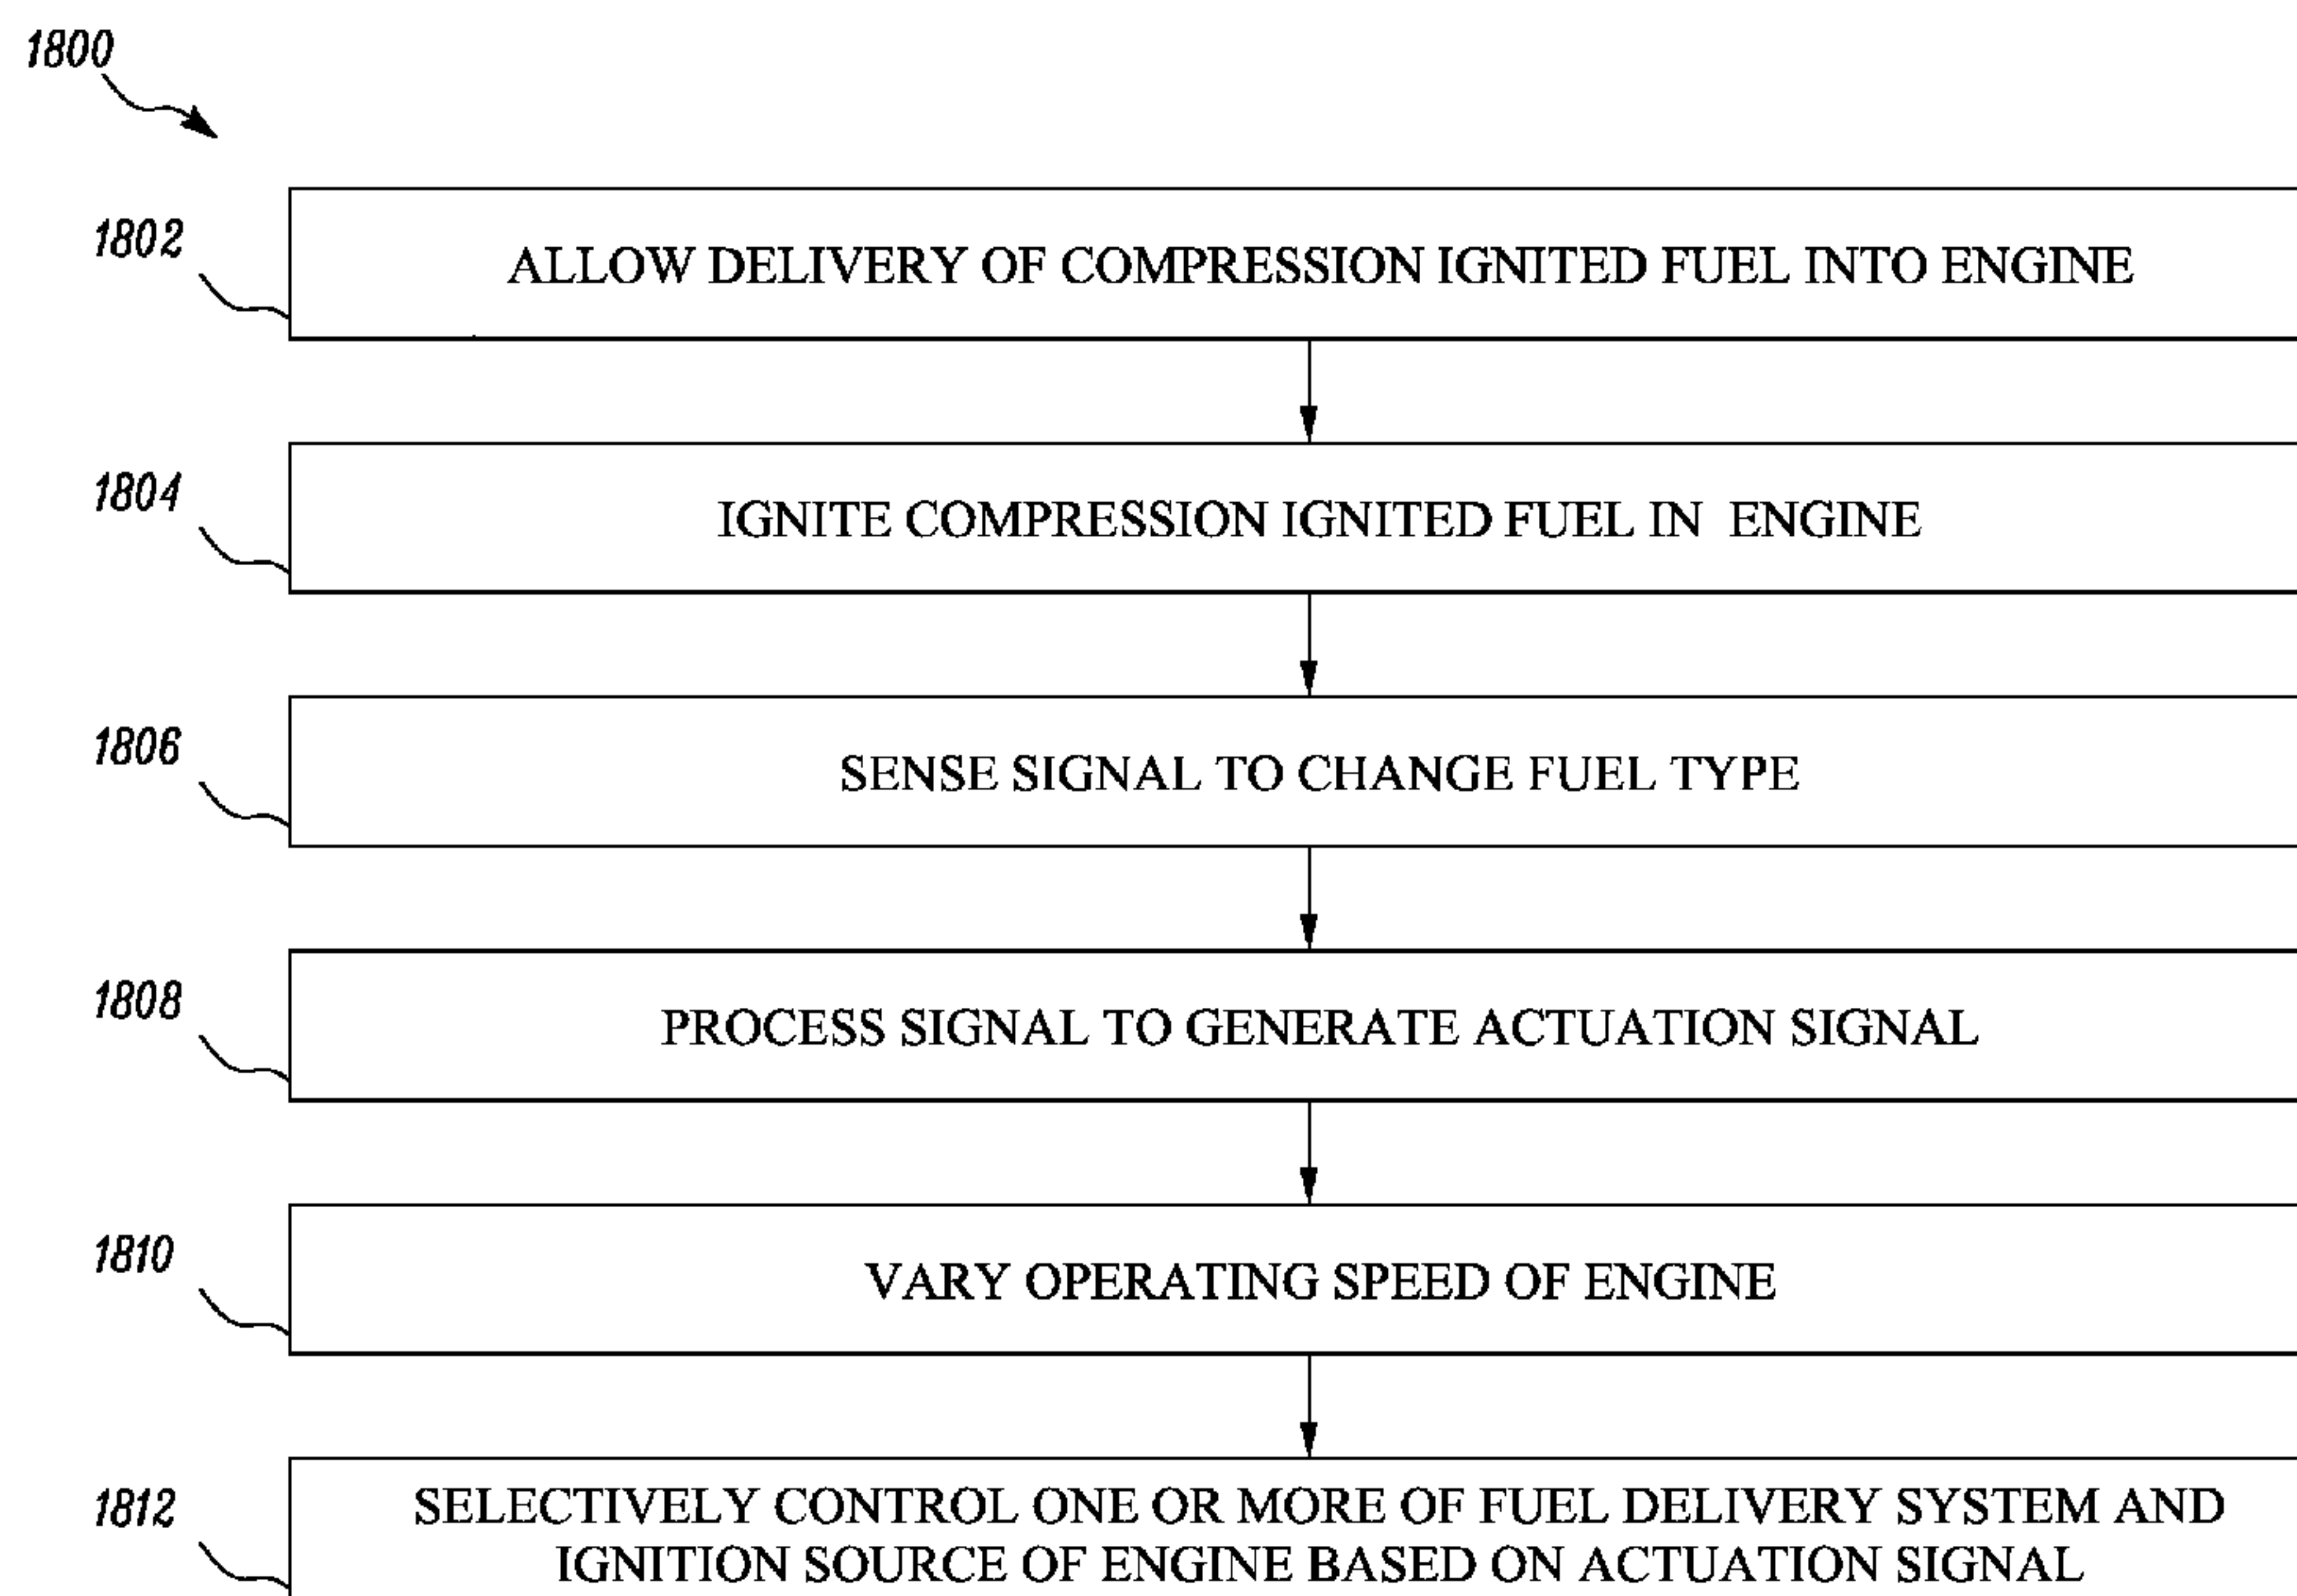 1800
1802
ALLOW DELIVERY OF COMPRESSION IGNITED FUEL INTO ENGINE
1804
IGNITE COMPRESSION IGNITED FUEL IN ENGINE
1806
SENSE SIGNAL TO CHANGE FUEL TYPE
1808
PROCESS SIGNAL TO GENERATE ACTUATION SIGNAL
1810
VARY OPERATING SPEED OF ENGINE
1812
SELECTIVELY CONTROL ONE OR MORE OF FUEL DELIVERY SYSTEM AND
IGNITION SOURCE OF ENGINE BASED ON ACTUATION SIGNAL